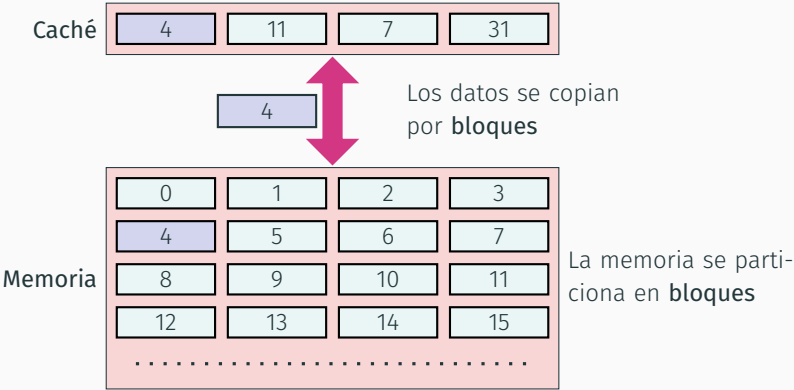 Caché 4 11 7 31
4
Los datos se copian
por bloques
0 1 2 3
4 5 6 7
Memoria 8 9 10 11
12 13 14 15
La memoria se parti-
ciona en bloques